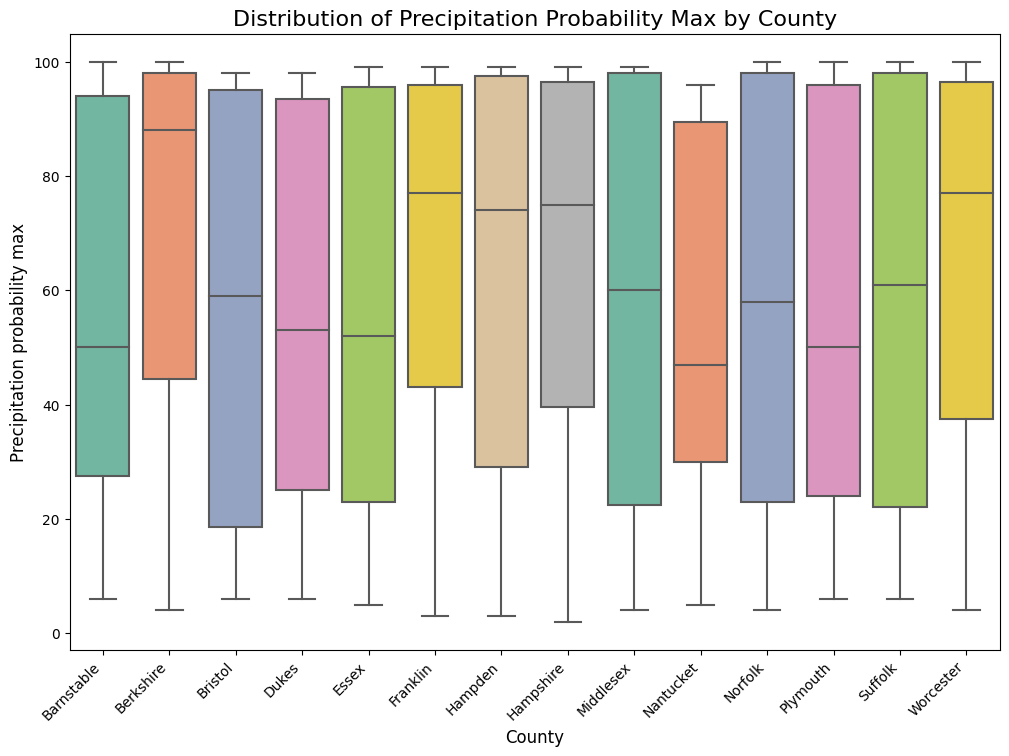 Distribution of Precipitation Probability Max by County
Precipitation probability max
100
80
60
40
20
0
Barnstable
Berkshire
Bristol
Dukes
Essex
Franklin
Hampden
Hampshire
Middlesex
Nantucket
Norfolk
Plymouth
Suffolk
Worcester
County